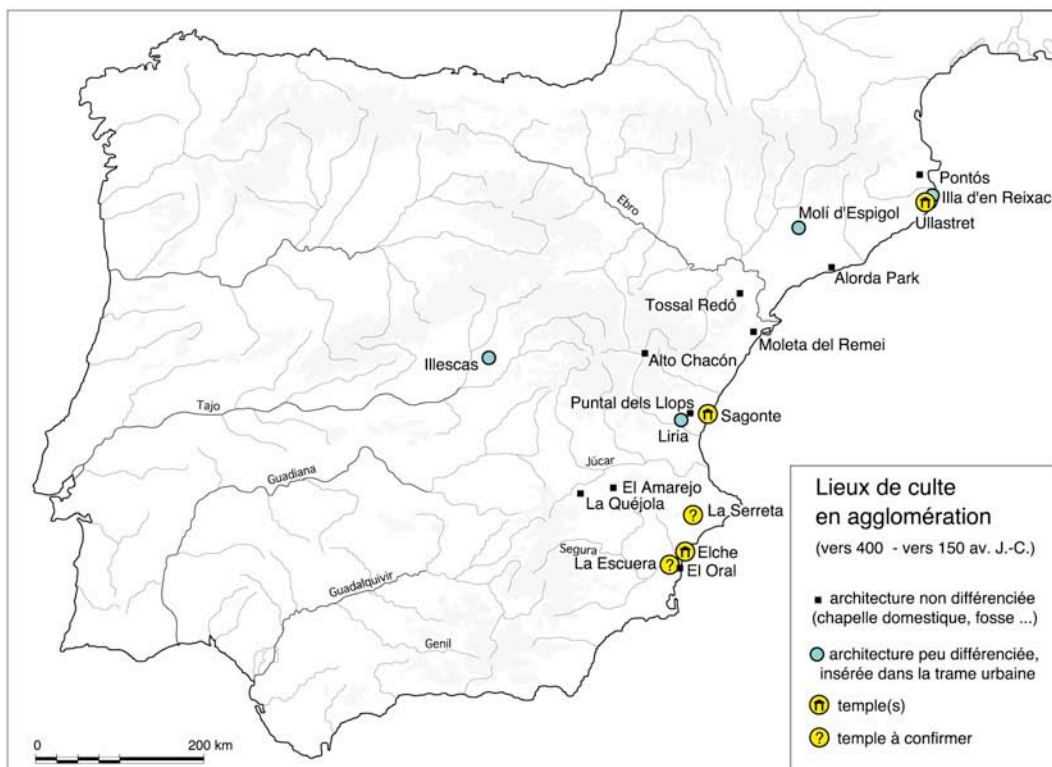 Pontós
Illa d'en Reixac
Ullastret
Molí d'Espigol
Ebro
Alorda Park
Tossal Redó
Moleta del Remei
Alto Chacón
Illescas
Tajo
Puntal dels Llops
Sagonte
Liria
Júcar
Guadiana
El Amarejo
La Quéjola
La Serreta
?
Segura
Elche
La Escuera
?
El Oral
Guadalquivir
Genil
0
200 km
Lieux de culte
en agglomération
(vers 400 - vers 150 av. J.-C.)
architecture non différenciée
(chapelle domestique, fosse ...)
architecture peu différenciée,
insérée dans la trame urbaine
temple(s)
? temple à confirmer